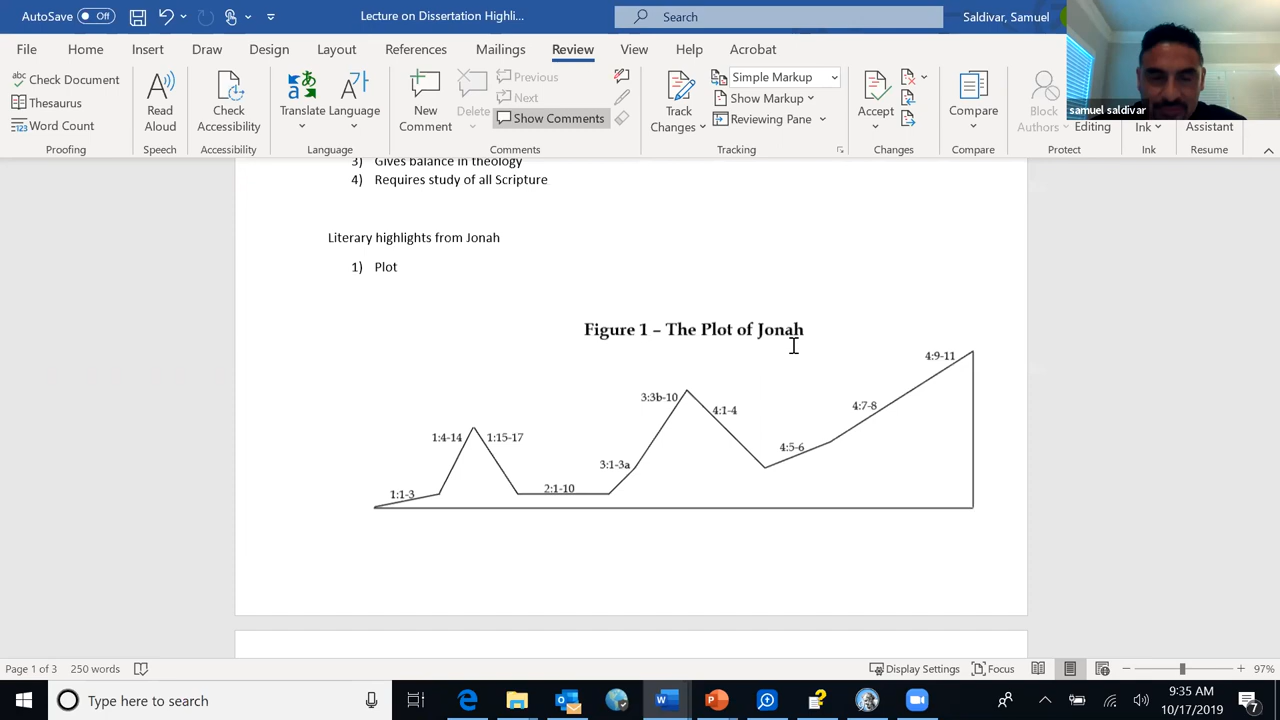 AutoSave Off
Lecture on Dissertation Highli...
Search
Saldivar, Samuel
File Home Insert Draw Design Layout References Mailings Review View Help Acrobat
Check Document
Thesaurus
Word Count
Proofing
Read Aloud
Speech
Check Accessibility
Accessibility
Translate Language
Language
New Comment
Delete
Previous
Next
Show Comments
Comments
Track Changes
Simple Markup
Show Markup
Reviewing Pane
Tracking
Accept
Changes
Compare
Compare
Block Authors
Editing
Protect
Ink
Ink
Assistant
Resume
samuel saldivar
3) Gives balance in theology
4) Requires study of all Scripture
Literary highlights from Jonah
1) Plot
Figure 1 – The Plot of Jonah
1:1-3
1:4-14
1:15-17
2:1-10
3:1-3a
3:3b-10
4:1-4
4:5-6
4:7-8
4:9-11
Page 1 of 3 250 words
Display Settings Focus
97%
Type here to search
9:35 AM
10/17/2019
7